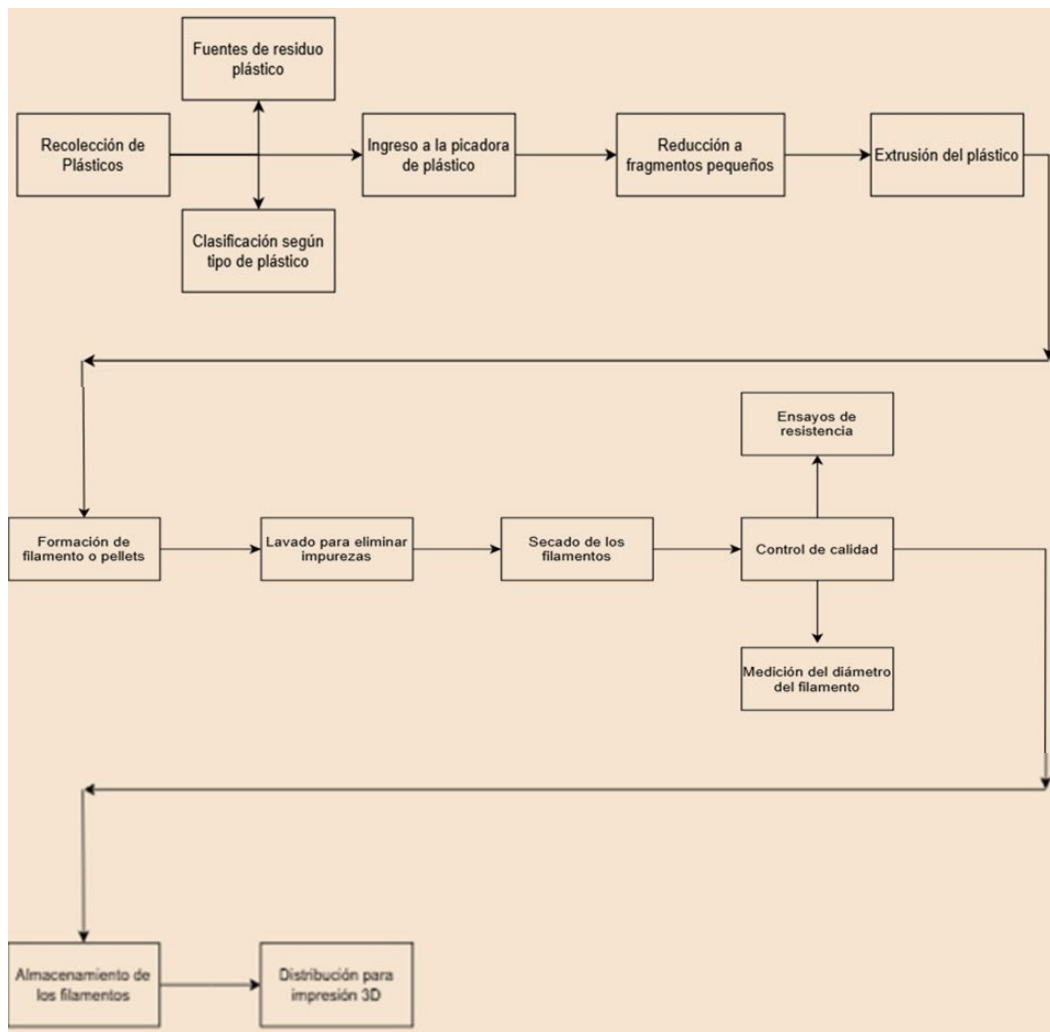 Fuentes de residuo
plástico
Recolección de
Plásticos
Ingreso a la picadora
de plástico
Reducción a
fragmentos pequeños
Extrusión del plástico
Clasificación según
tipo de plástico
Ensayos de
resistencia
Formación de
filamento o pellets
Lavado para eliminar
impurezas
Secado de los
filamentos
Control de calidad
Medición del diámetro
del filamento
Almacenamiento de
los filamentos
Distribución para
impresión 3D